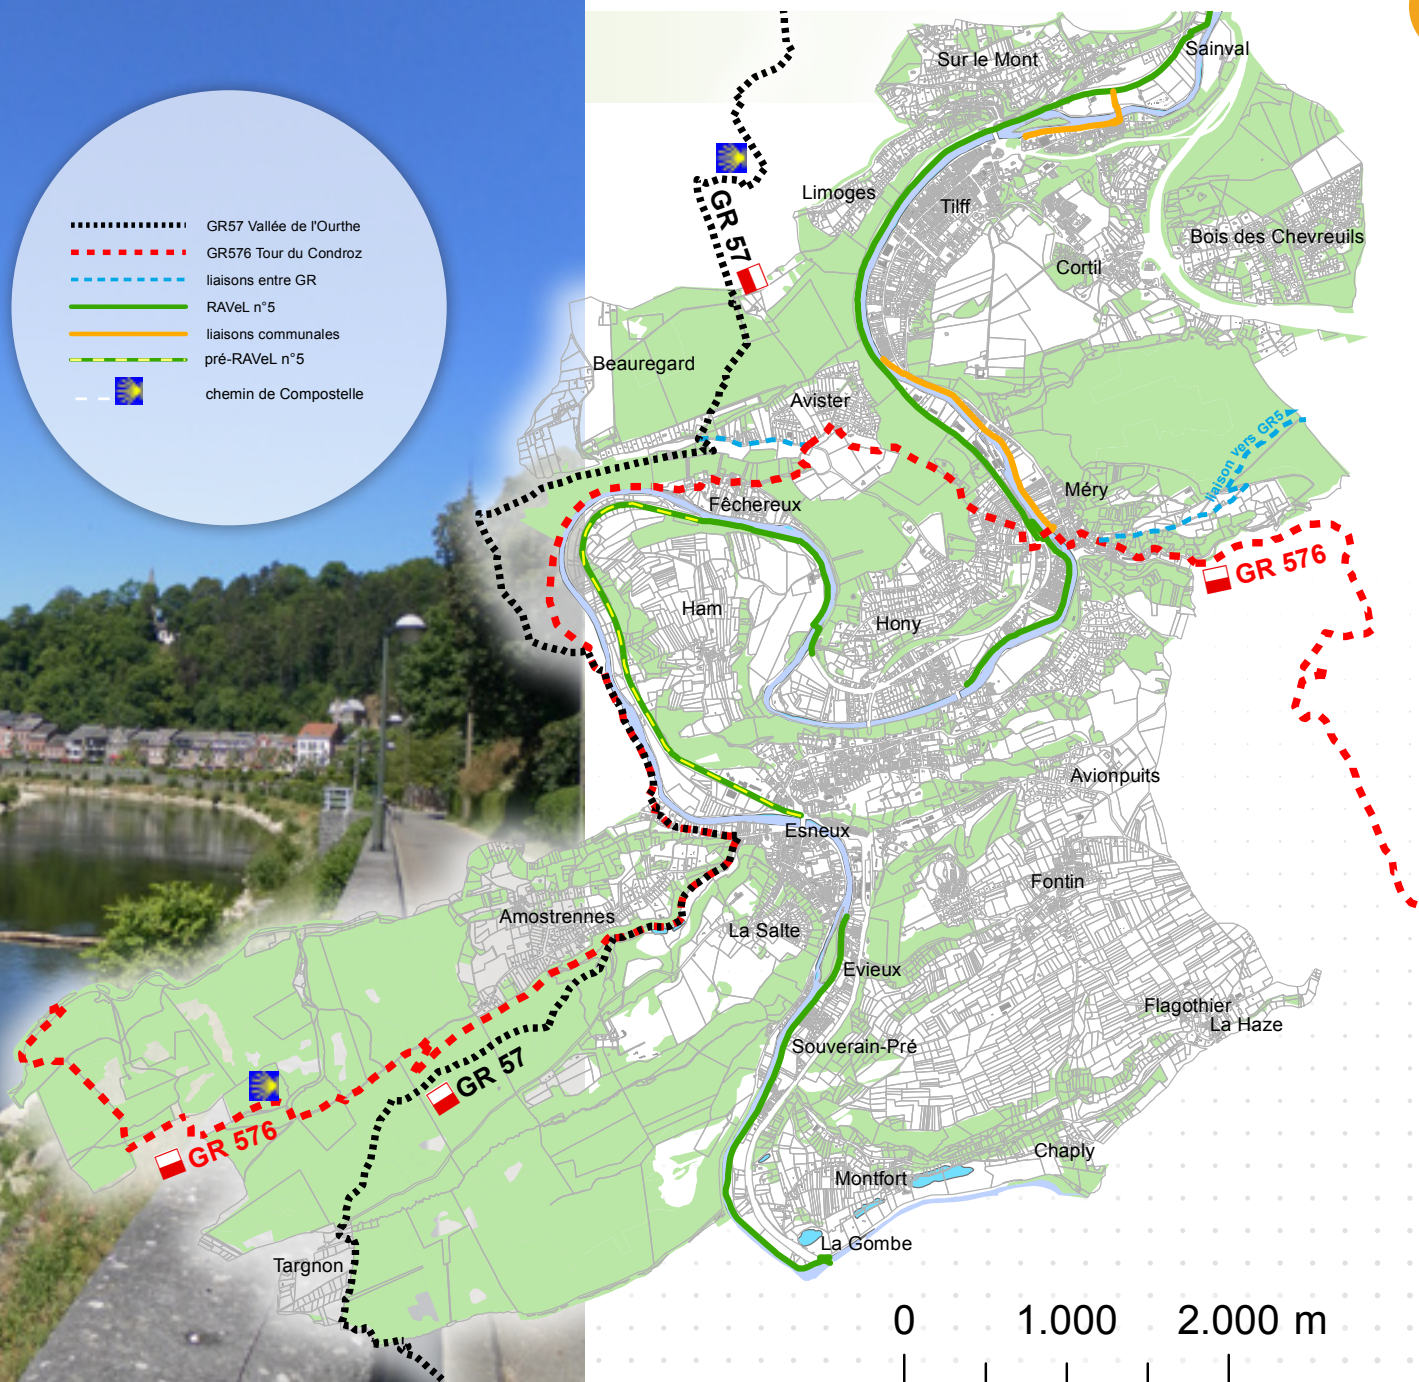 GR57 Vallée de l'Ourthe
GR576 Tour du Condroz
liaisons entre GR
RAVeL n°5
liaisons communales
pré-RAVeL n°5
chemin de Compostelle
Sainval
Sur le Mont
Limoges
Tilff
GR 57
Bois des Chevreuils
Cortil
Beauregard
Avister
liaison vers GR5
Méry
Fêchereux
GR 576
Ham
Hony
Avionpuits
Esneux
Fontin
Amostrennes
La Salte
Evieux
Flagothier
La Haze
Souverain-Pré
GR 57
GR 576
Chaply
Montfort
La Gombe
Targnon
0 1.000 2.000 m